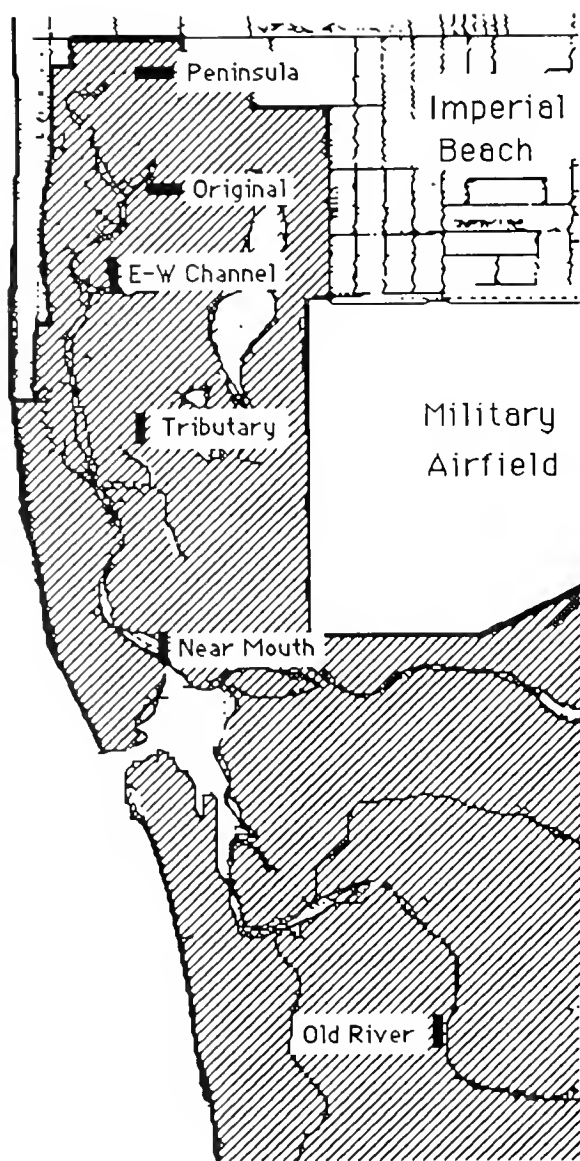 Peninsula
Imperial
Beach
Original
E-W Channel
Tributary
Military
Airfield
Near Mouth
Old River